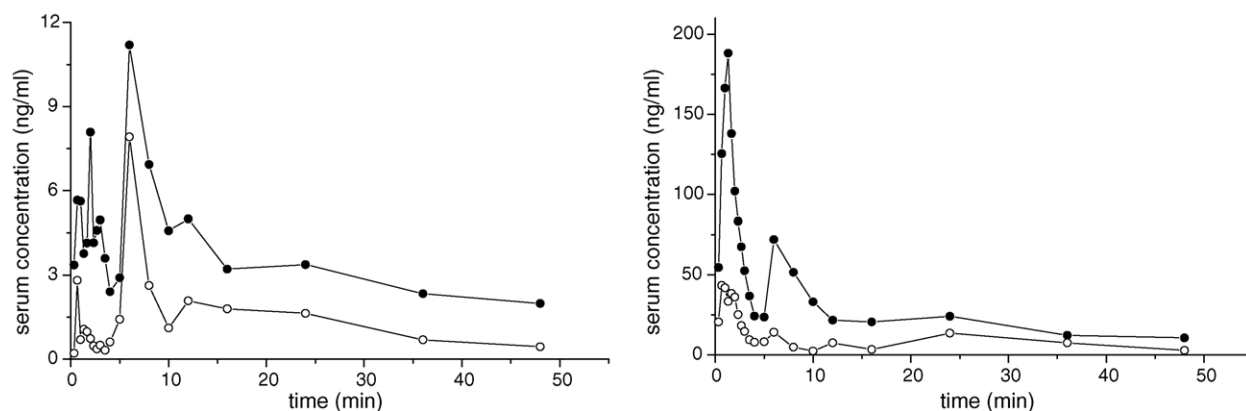 12
9
6
3
0
serum concentration (ng/ml)
0 10 20 30 40 50
time (min)
200
150
100
50
0
serum concentration (ng/ml)
0 10 20 30 40 50
time (min)